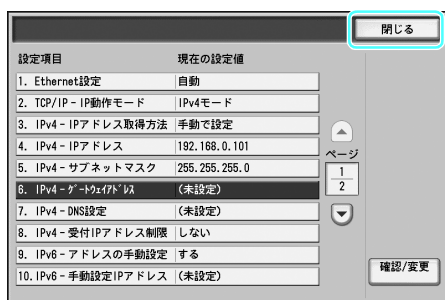 閉じる
設定項目 現在の設定値
1. Ethernet設定 自動
2. TCP/IP - IP動作モード IPv4モード
3. IPv4 - IPアドレス取得方法 手動で設定
4. IPv4 - IPアドレス 192.168.0.101
5. IPv4 - サブネットマスク 255.255.255.0
6. IPv4 - ｹﾞｰﾄｳｪｲｱﾄﾞﾚｽ (未設定)
7. IPv4 - DNS設定 (未設定)
8. IPv4 - 受付IPアドレス制限 しない
9. IPv6 - アドレスの手動設定 する
10. IPv6 - 手動設定IPアドレス (未設定)
ページ
1
2
確認/変更